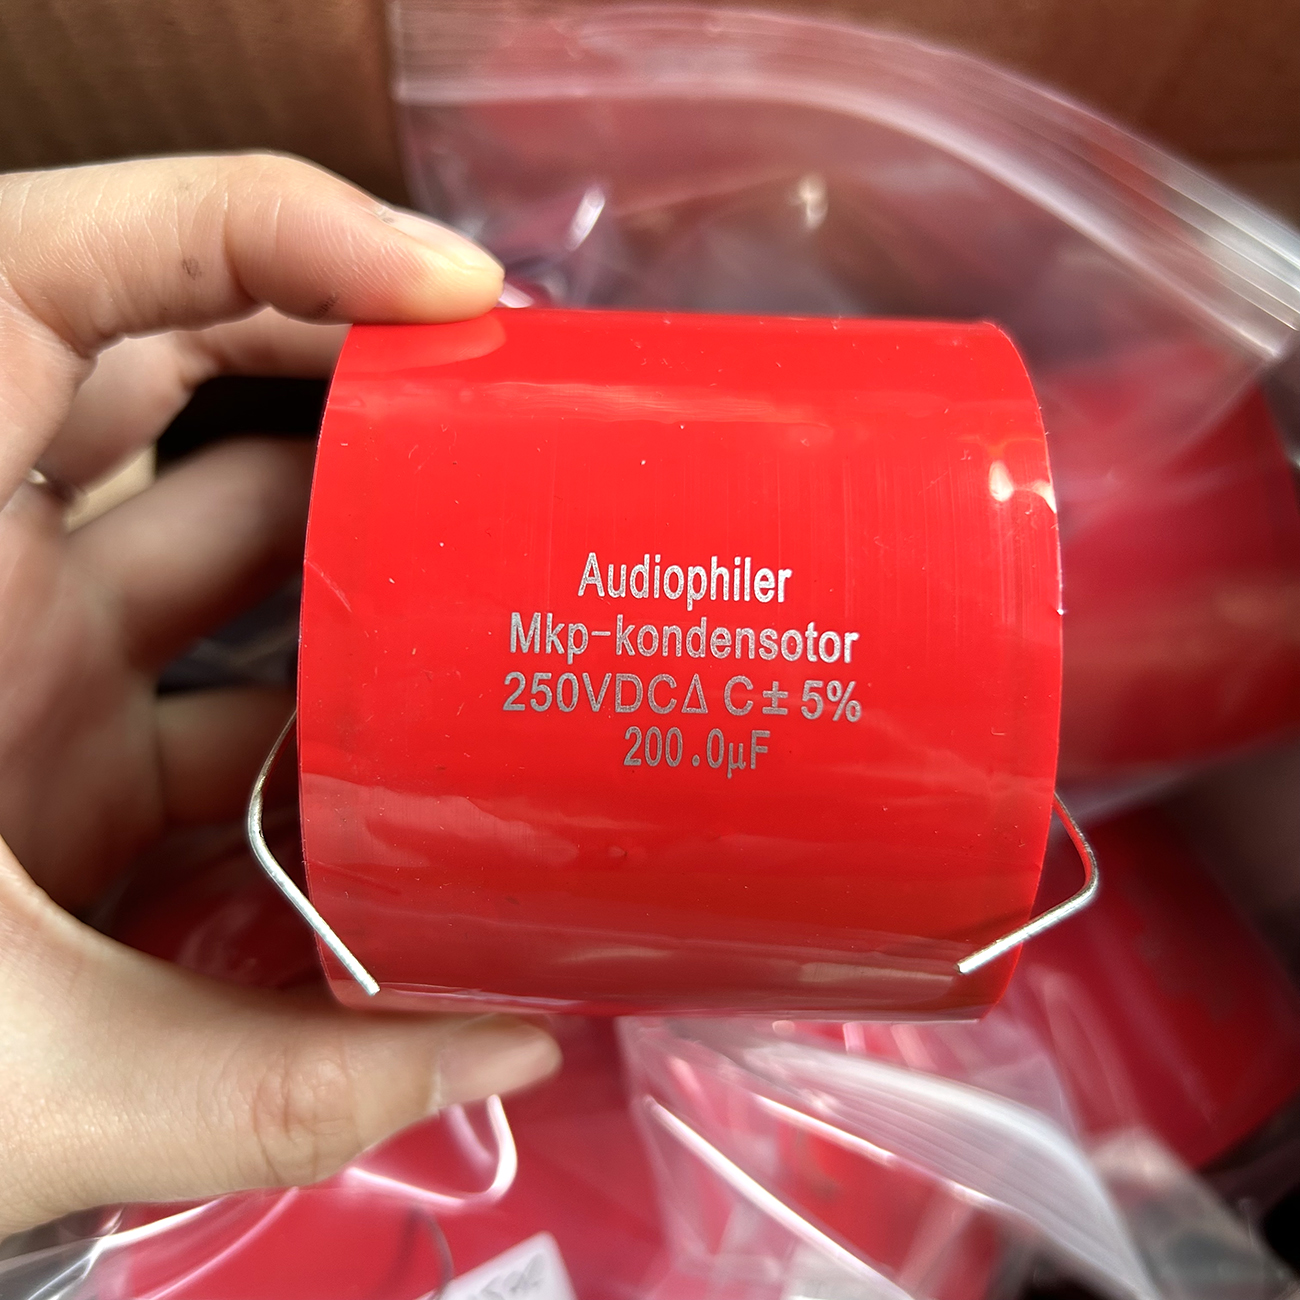 Audiophiler
Mkp-kondensotor
250VDCΔ C±5%
200.0μF